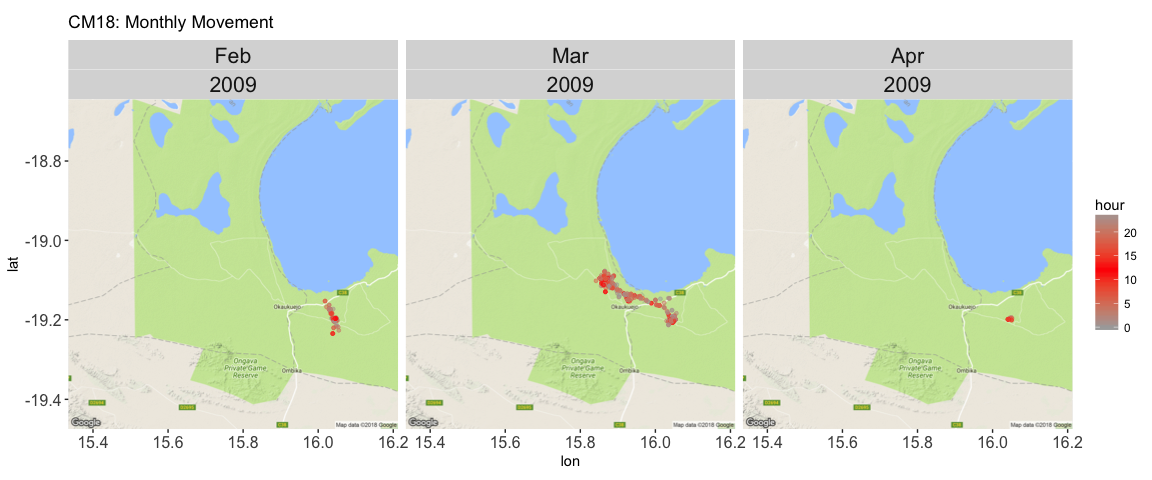 CM18: Monthly Movement
Feb
Mar
Apr
2009
2009
2009
lat
-18.8
-19.0
-19.2
-19.4
Okaukuejo
C38
Ongava
Private Game
Reserve
Ombika
C38
Google
Map data ©2018 Google
Okaukuejo
C38
Ongava
Private Game
Reserve
Ombika
C38
Google
Map data ©2018 Google
Okaukuejo
C38
Ongava
Private Game
Reserve
Ombika
C38
Google
Map data ©2018 Google
15.4 15.6 15.8 16.0 16.2
15.4 15.6 15.8 16.0 16.2
15.4 15.6 15.8 16.0 16.2
lon
hour
20
15
10
5
0